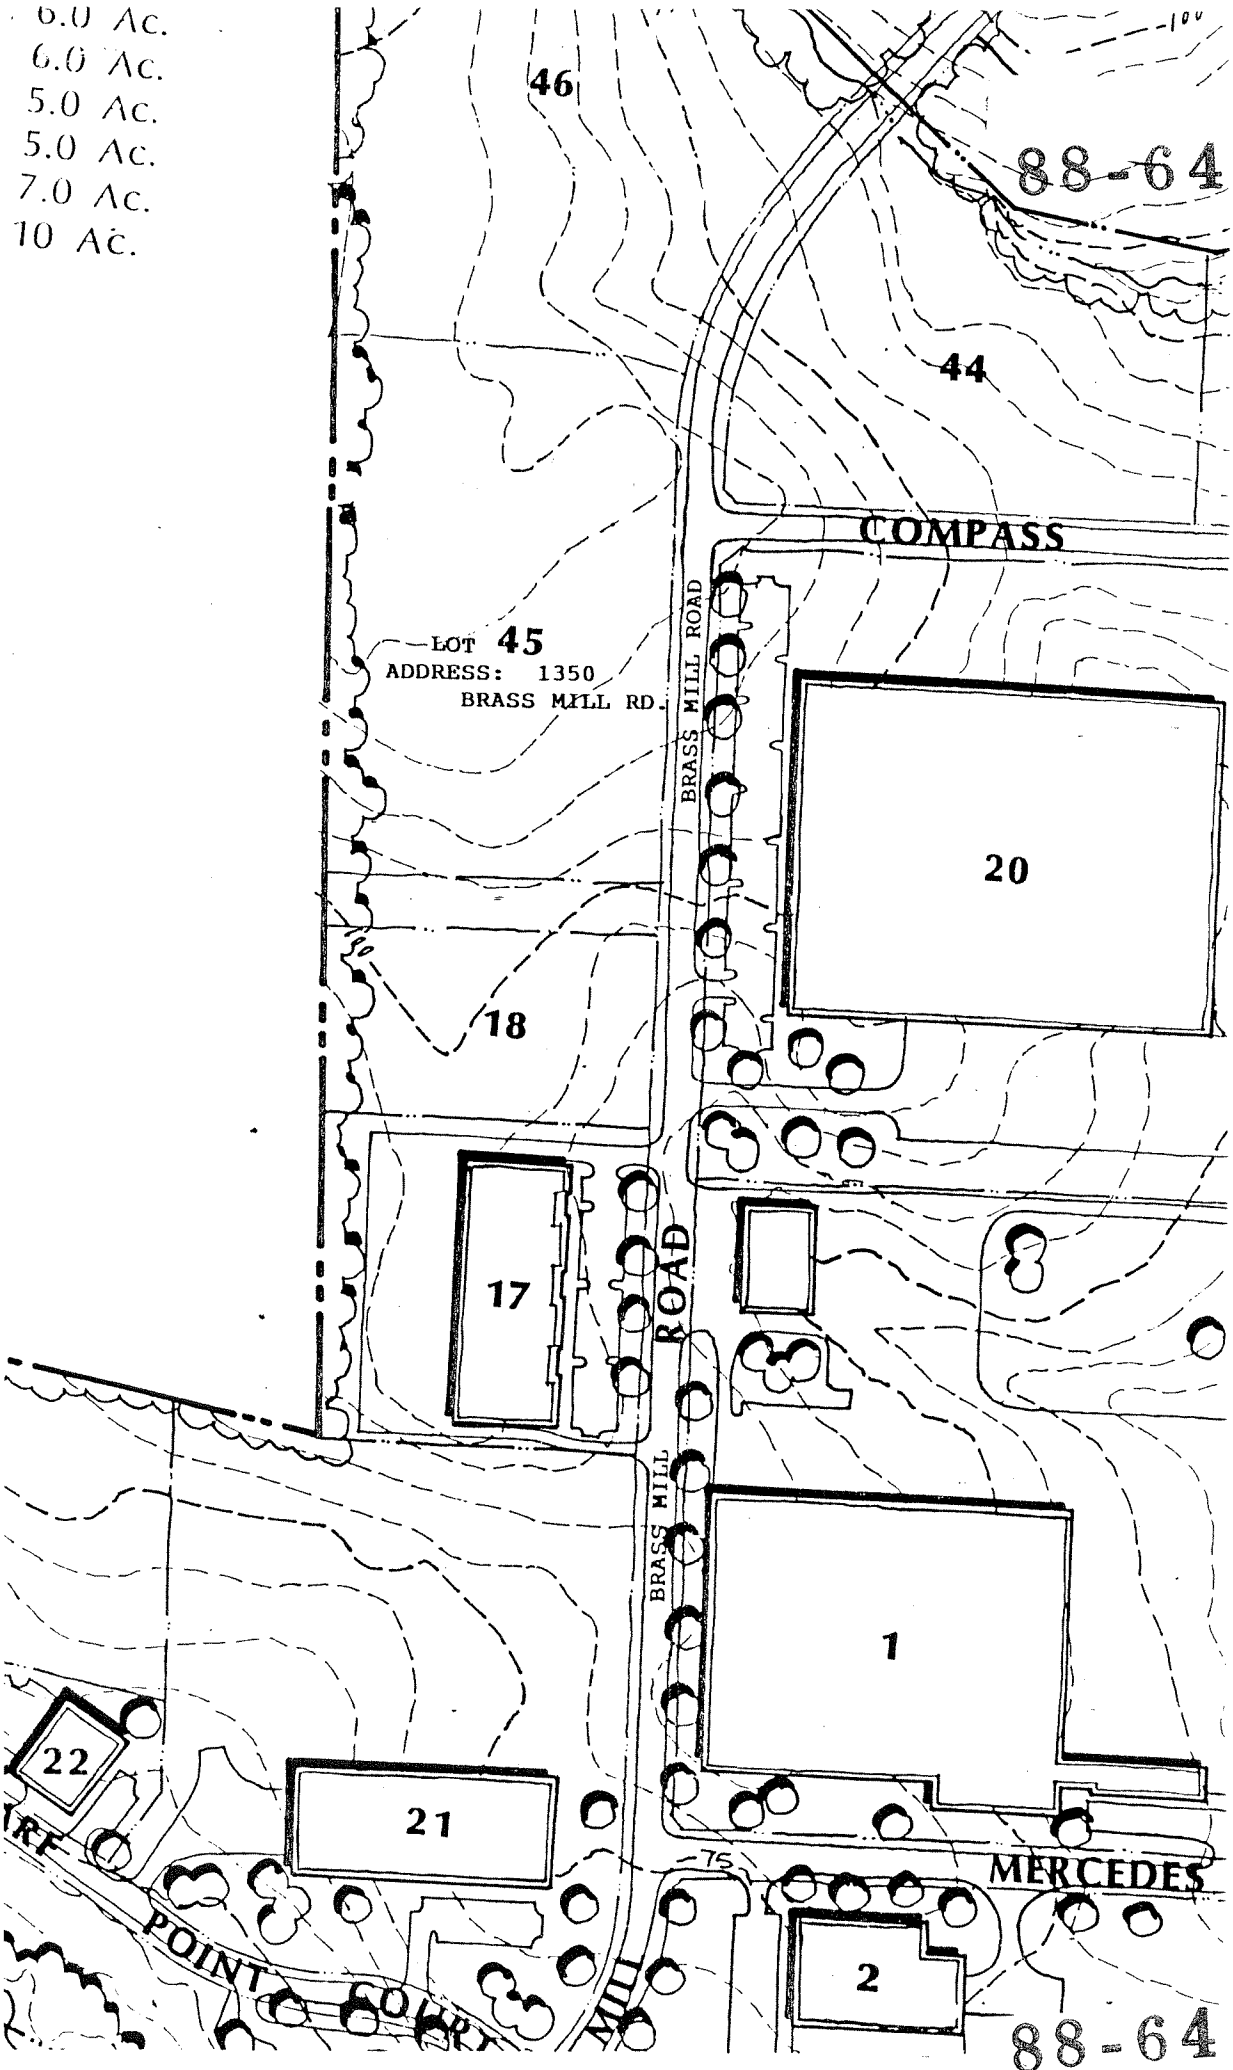 6.0 Ac.
6.0 Ac.
5.0 Ac.
5.0 Ac.
7.0 Ac.
10 Ac.
46
100
88-64
44
COMPASS
LOT 45
ADDRESS: 1350
BRASS MILL RD.
BRASS MILL ROAD
20
90
18
17
ROAD
BRASS MILL
1
22
21
75
MERCEDES
POINT COURT
MILL
2
88-64